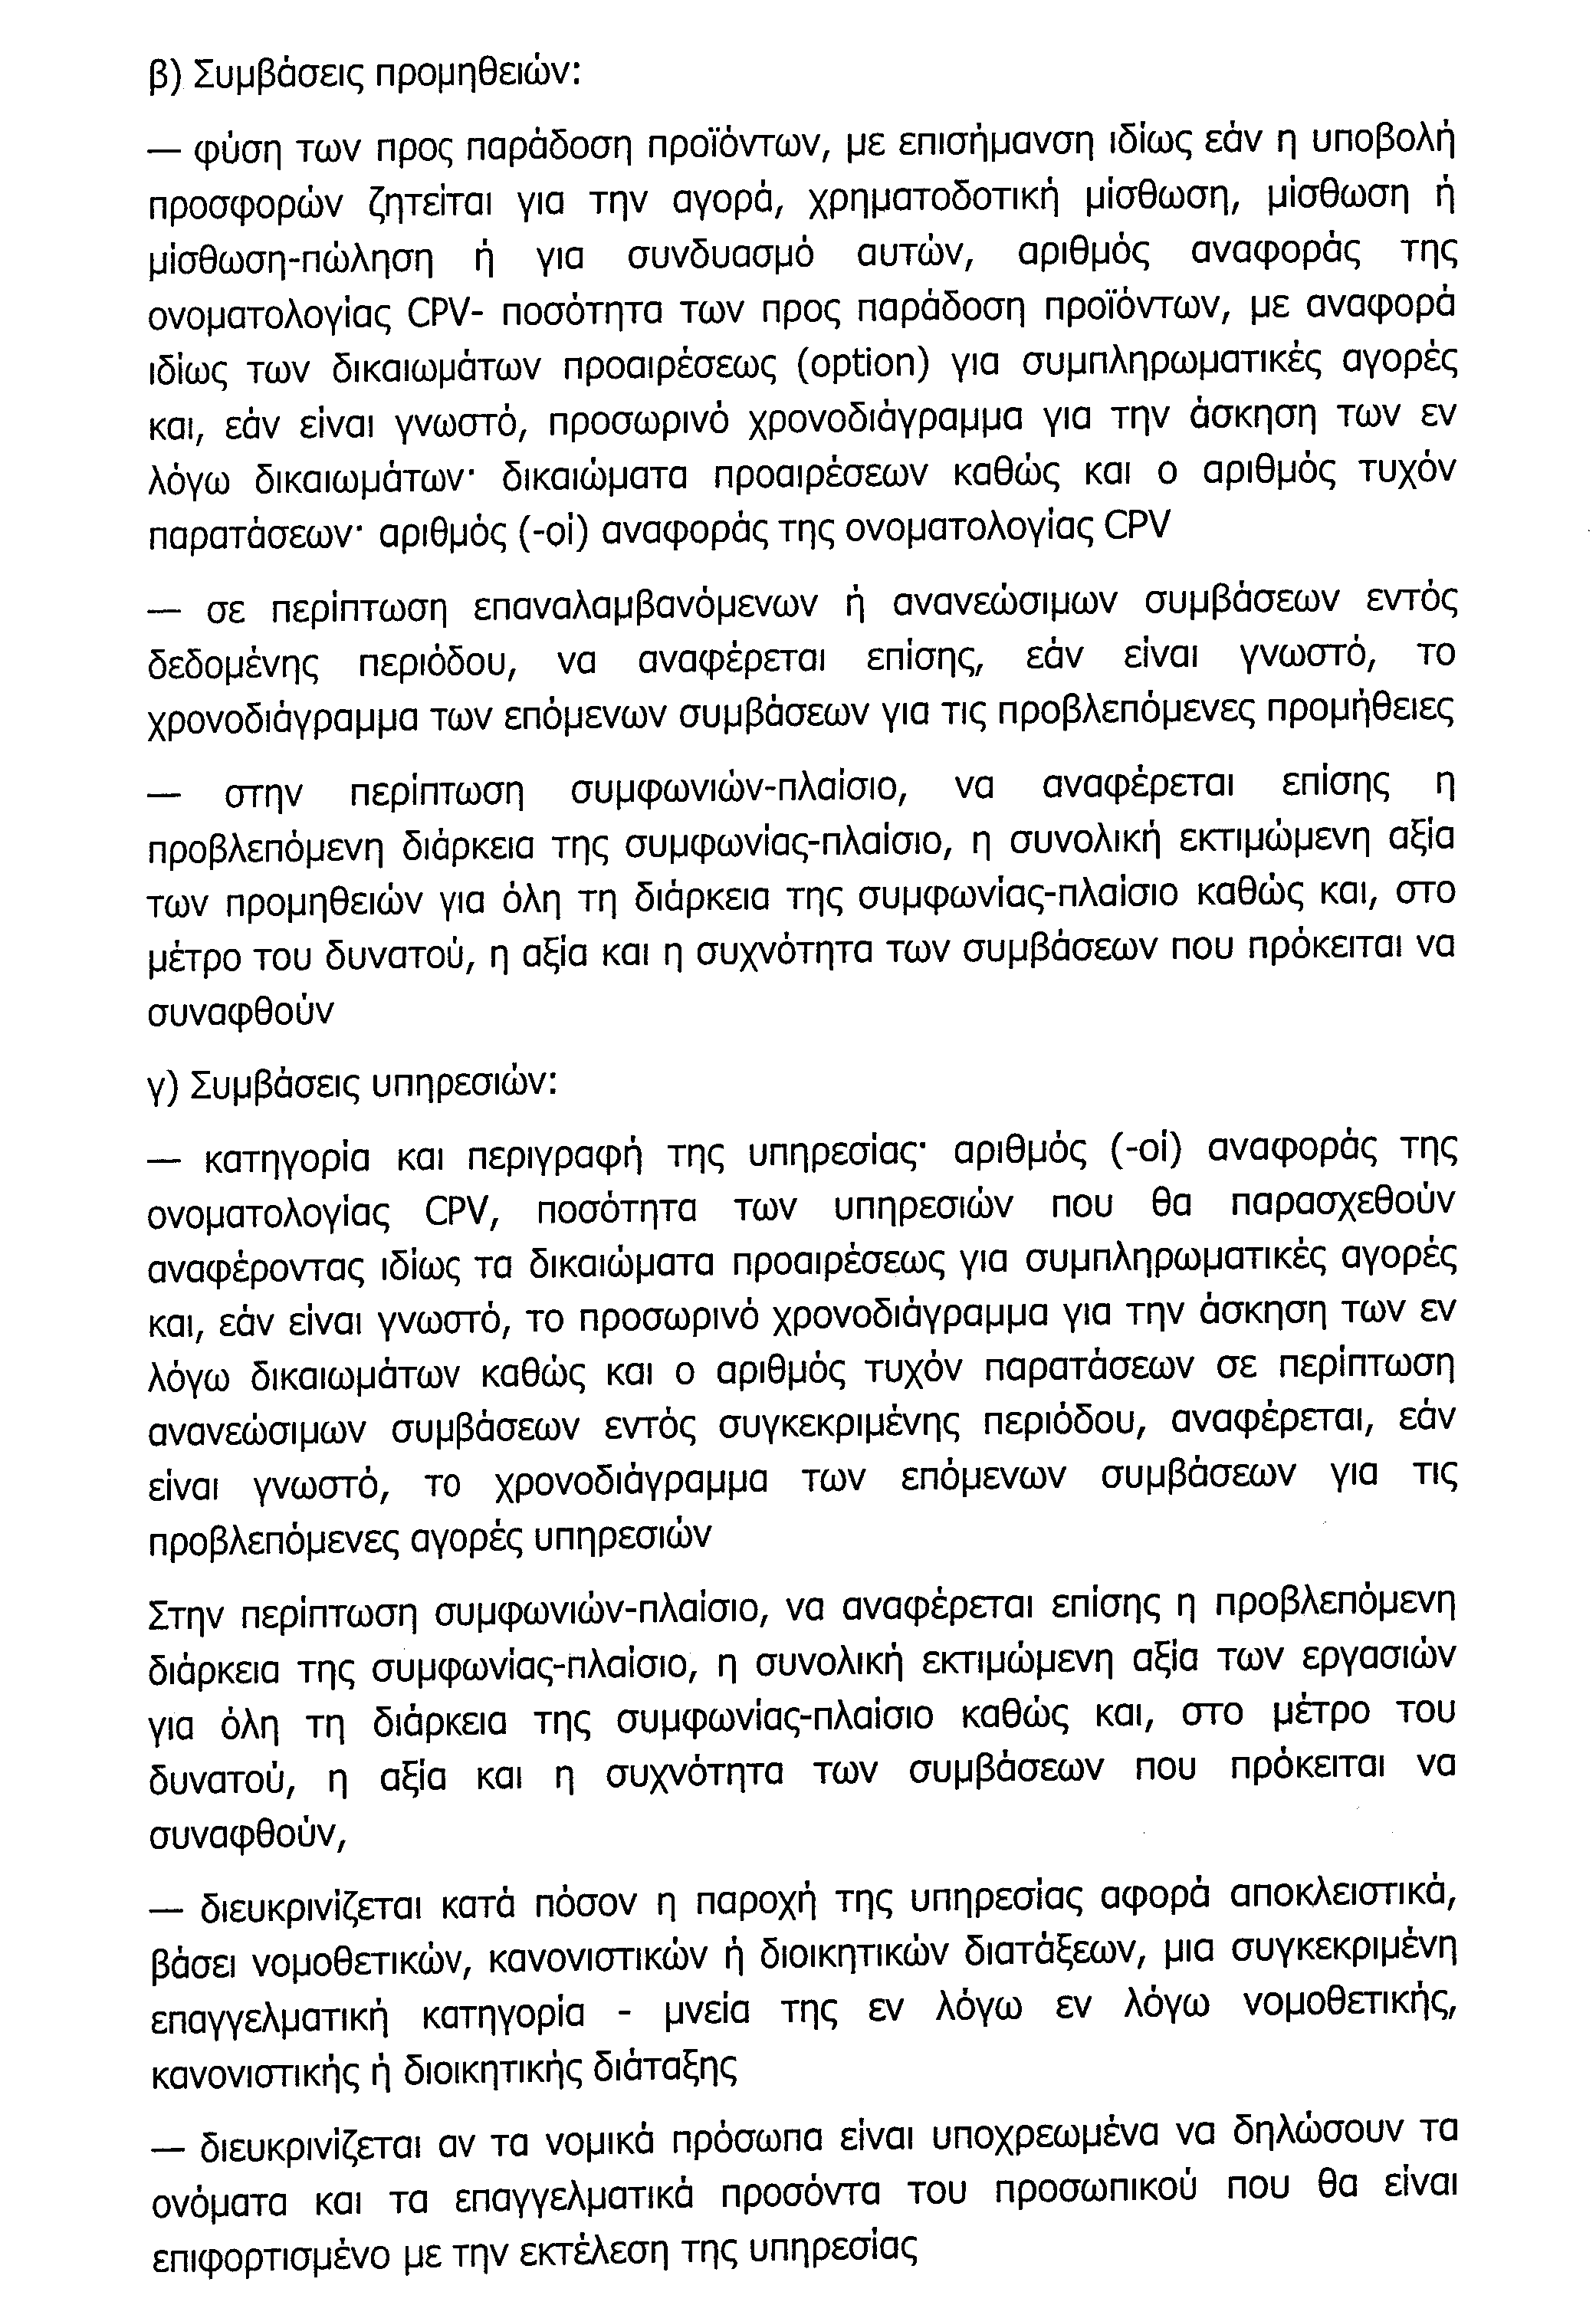 β) Συμβάσεις προμηθειών:
— φύση των προς παράδοση προϊόντων, με επισήμανση ιδίως εάν η υποβολή
προσφορών ζητείται για την αγορά, χρηματοδοτική μίσθωση, μίσθωση ή
μίσθωση-πώληση ή για συνδυασμό αυτών, αριθμός αναφοράς της
ονοματολογίας CPV- ποσότητα των προς παράδοση προϊόντων, με αναφορά
ιδίως των δικαιωμάτων προαιρέσεως (option) για συμπληρωματικές αγορές
και, εάν είναι γνωστό, προσωρινό χρονοδιάγραμμα για την άσκηση των εν
λόγω δικαιωμάτων· δικαιώματα προαιρέσεων καθώς και ο αριθμός τυχόν
παρατάσεων· αριθμός (-οί) αναφοράς της ονοματολογίας CPV
— σε περίπτωση επαναλαμβανόμενων ή ανανεώσιμων συμβάσεων εντός
δεδομένης περιόδου, να αναφέρεται επίσης, εάν είναι γνωστό, το
χρονοδιάγραμμα των επόμενων συμβάσεων για τις προβλεπόμενες προμήθειες
— στην περίπτωση συμφωνιών-πλαίσιο, να αναφέρεται επίσης η
προβλεπόμενη διάρκεια της συμφωνίας-πλαίσιο, η συνολική εκτιμώμενη αξία
των προμηθειών για όλη τη διάρκεια της συμφωνίας-πλαίσιο καθώς και, στο
μέτρο του δυνατού, η αξία και η συχνότητα των συμβάσεων που πρόκειται να
συναφθούν
γ) Συμβάσεις υπηρεσιών:
— κατηγορία και περιγραφή της υπηρεσίας· αριθμός (-οί) αναφοράς της
ονοματολογίας CPV, ποσότητα των υπηρεσιών που θα παρασχεθούν
αναφέροντας ιδίως τα δικαιώματα προαιρέσεως για συμπληρωματικές αγορές
και, εάν είναι γνωστό, το προσωρινό χρονοδιάγραμμα για την άσκηση των εν
λόγω δικαιωμάτων καθώς και ο αριθμός τυχόν παρατάσεων σε περίπτωση
ανανεώσιμων συμβάσεων εντός συγκεκριμένης περιόδου, αναφέρεται, εάν
είναι γνωστό, το χρονοδιάγραμμα των επόμενων συμβάσεων για τις
προβλεπόμενες αγορές υπηρεσιών
Στην περίπτωση συμφωνιών-πλαίσιο, να αναφέρεται επίσης η προβλεπόμενη
διάρκεια της συμφωνίας-πλαίσιο, η συνολική εκτιμώμενη αξία των εργασιών
για όλη τη διάρκεια της συμφωνίας-πλαίσιο καθώς και, στο μέτρο του
δυνατού, η αξία και η συχνότητα των συμβάσεων που πρόκειται να
συναφθούν,
— διευκρινίζεται κατά πόσον η παροχή της υπηρεσίας αφορά αποκλειστικά,
βάσει νομοθετικών, κανονιστικών ή διοικητικών διατάξεων, μια συγκεκριμένη
επαγγελματική κατηγορία - μνεία της εν λόγω εν λόγω νομοθετικής,
κανονιστικής ή διοικητικής διάταξης
— διευκρινίζεται αν τα νομικά πρόσωπα είναι υποχρεωμένα να δηλώσουν τα
ονόματα και τα επαγγελματικά προσόντα του προσωπικού που θα είναι
επιφορτισμένο με την εκτέλεση της υπηρεσίας